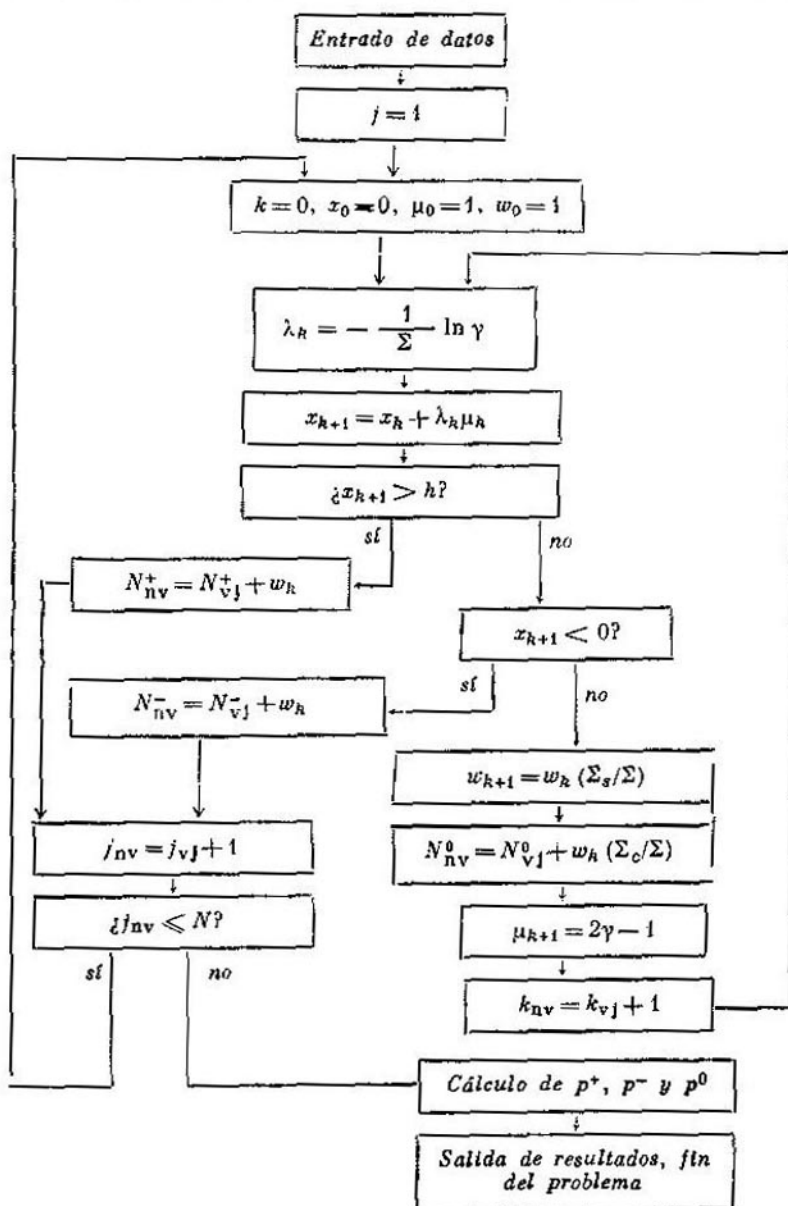 Entrado de datos
j = 1
k = 0, x₀ = 0, μ₀ = 1, w₀ = 1
λₖ = − 1/Σ ln γ
xₖ₊₁ = xₖ + λₖμₖ
¿xₖ₊₁ > h?
sí
no
N⁺ₙᵥ = N⁺ᵥⱼ + wₖ
xₖ₊₁ < 0?
sí
no
N⁻ₙᵥ = N⁻ᵥⱼ + wₖ
wₖ₊₁ = wₖ (Σₛ/Σ)
jₙᵥ = jᵥⱼ + 1
N⁰ₙᵥ = N⁰ᵥⱼ + wₖ (Σ_c/Σ)
¿jₙᵥ ⩽ N?
μₖ₊₁ = 2γ − 1
sí
no
kₙᵥ = kᵥⱼ + 1
Cálculo de p⁺, p⁻ y p⁰
Salida de resultados, fin
del problema